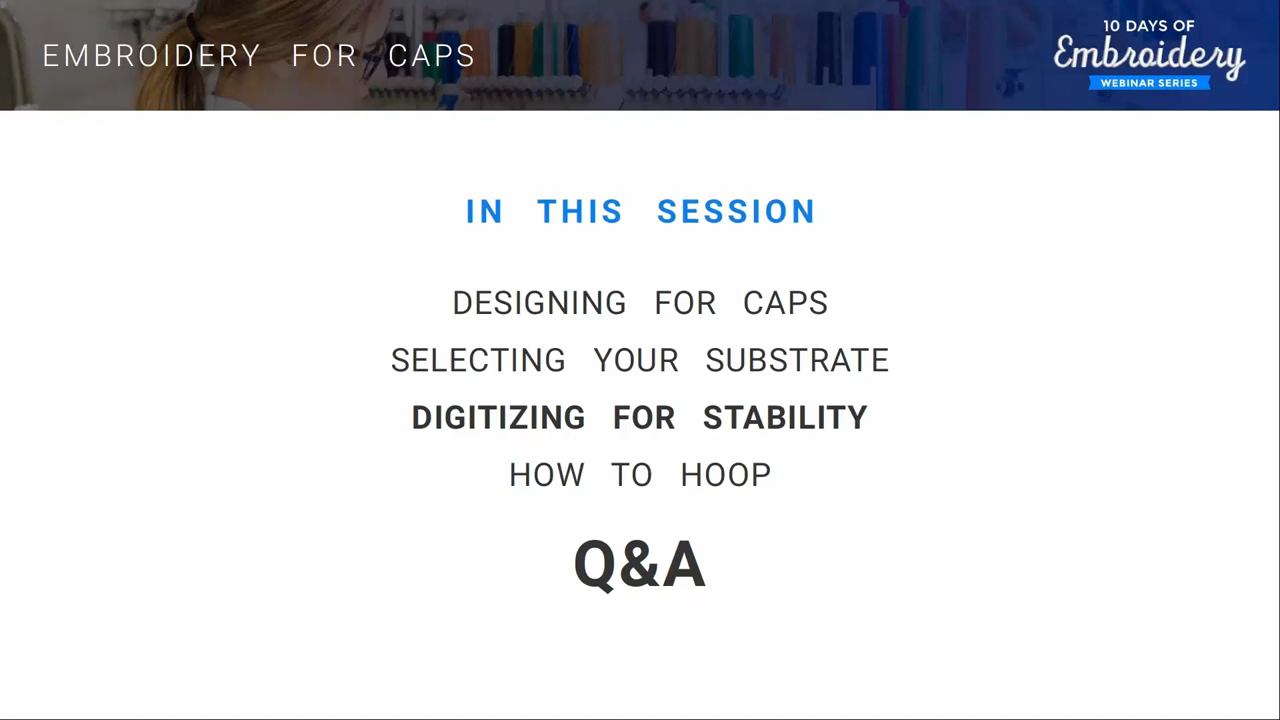 EMBROIDERY FOR CAPS
10 DAYS OF
Embroidery
WEBINAR SERIES
IN THIS SESSION
DESIGNING FOR CAPS
SELECTING YOUR SUBSTRATE
DIGITIZING FOR STABILITY
HOW TO HOOP
Q&A